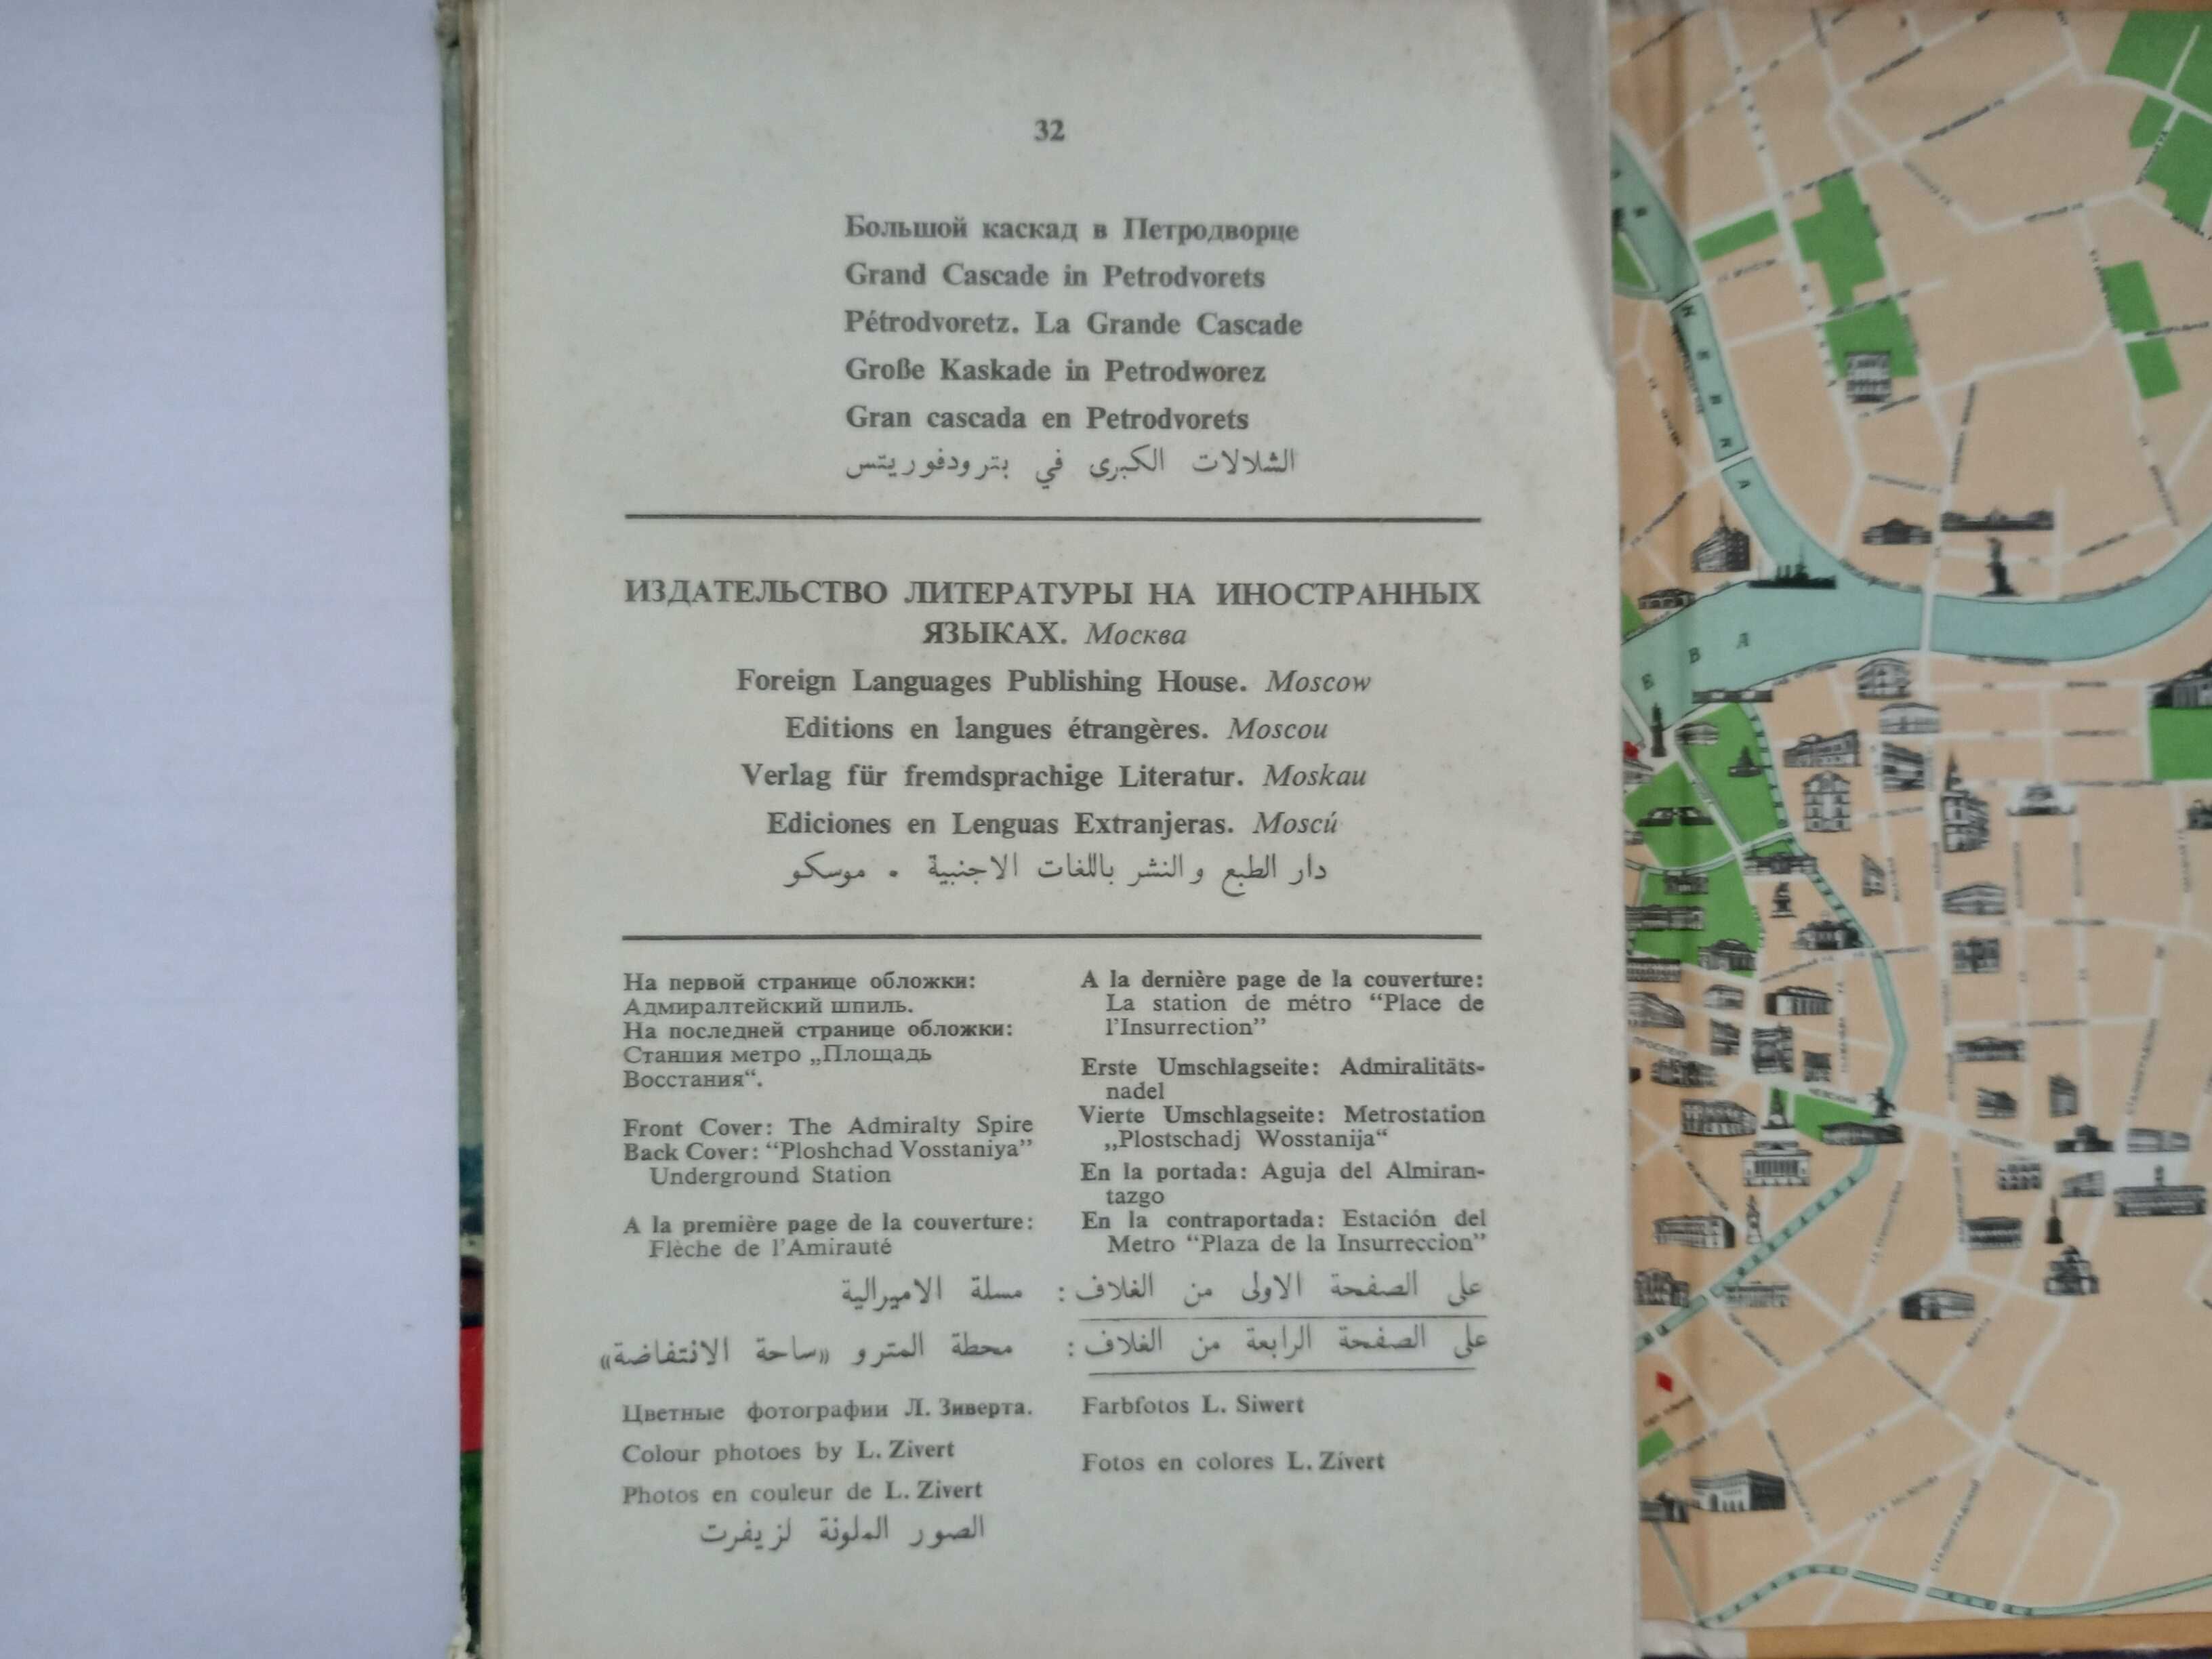 32
Большой каскад в Петродворце
Grand Cascade in Petrodvorets
Pétrodvoretz. La Grande Cascade
Große Kaskade in Petrodworez
Gran cascada en Petrodvorets
الشلالات الكبرى في بترودفوريتس
ИЗДАТЕЛЬСТВО ЛИТЕРАТУРЫ НА ИНОСТРАННЫХ
ЯЗЫКАХ. Москва
Foreign Languages Publishing House. Moscow
Editions en langues étrangères. Moscou
Verlag für fremdsprachige Literatur. Moskau
Ediciones en Lenguas Extranjeras. Moscú
دار الطبع والنشر باللغات الاجنبية . موسكو
На первой странице обложки:
Адмиралтейский шпиль.
На последней странице обложки:
Станция метро „Площадь
Восстания“.
Front Cover: The Admiralty Spire
Back Cover: “Ploshchad Vosstaniya”
Underground Station
A la première page de la couverture:
Flèche de l'Amirauté
A la dernière page de la couverture:
La station de métro “Place de
l'Insurrection”
Erste Umschlagseite: Admiralitäts-
nadel
Vierte Umschlagseite: Metrostation
„Plostschadj Wosstanija“
En la portada: Aguja del Almiran-
tazgo
En la contraportada: Estación del
Metro “Plaza de la Insurreccion”
على الصفحة الاولى من الغلاف: مسلة الاميرالية
على الصفحة الرابعة من الغلاف: محطة المترو «ساحة الانتفاضة»
Цветные фотографии Л. Зиверта.
Colour photoes by L. Zivert
Photos en couleur de L. Zivert
الصور الملونة لزيفرت
Farbfotos L. Siwert
Fotos en colores L. Zívert
Е В А
НЕВСКИЙ
ПРОСПЕКТ